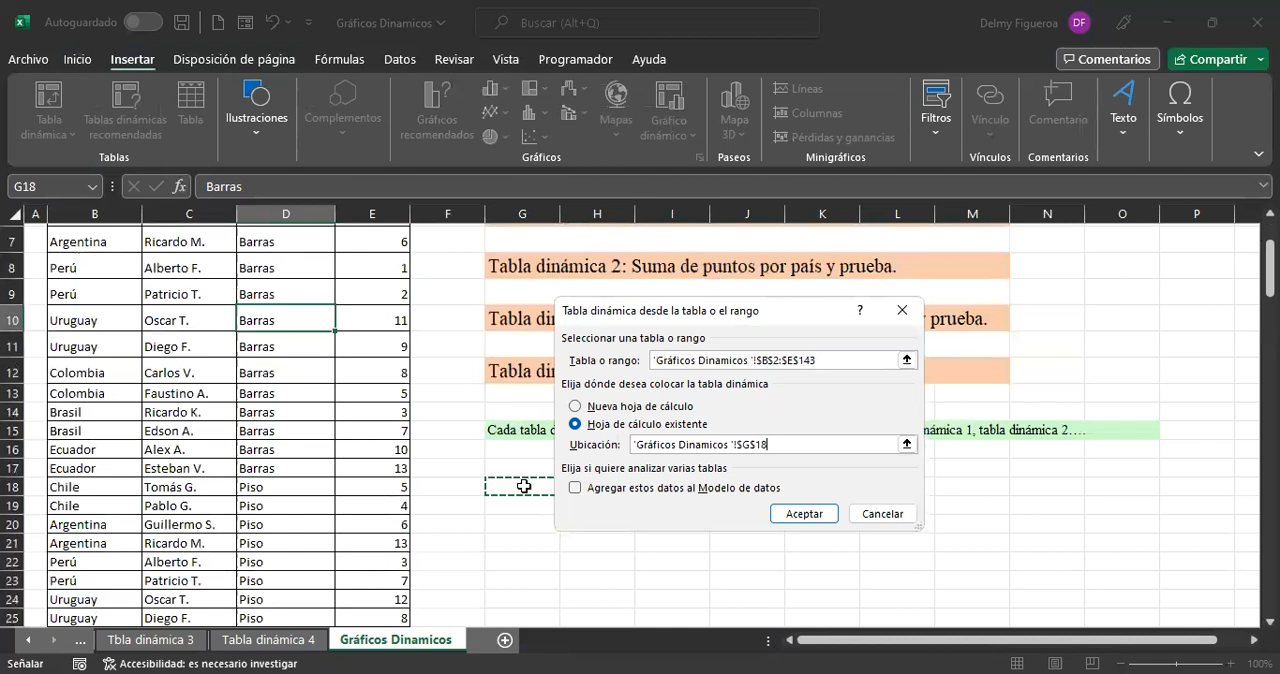 Autoguardado
Gráficos Dinamicos
Buscar (Alt+Q)
Delmy Figueroa
DF
Archivo Inicio Insertar Disposición de página Fórmulas Datos Revisar Vista Programador Ayuda
Comentarios
Compartir
Tabla dinámica
Tablas dinámicas recomendadas
Tabla
Tablas
Ilustraciones
Complementos
Gráficos recomendados
Mapas
Gráfico dinámico
Gráficos
Mapa 3D
Paseos
Líneas
Columnas
Pérdidas y ganancias
Minigráficos
Filtros
Vínculo
Vínculos
Comentario
Comentarios
Texto
Símbolos
G18
fx
Barras
A B C D E F G H I J K L M N O P
7 Argentina Ricardo M. Barras 6
8 Perú Alberto F. Barras 1 Tabla dinámica 2: Suma de puntos por país y prueba.
9 Perú Patricio T. Barras 2
10 Uruguay Oscar T. Barras 11 Tabla din y prueba.
11 Uruguay Diego F. Barras 9
12 Colombia Carlos V. Barras 8 Tabla din
13 Colombia Faustino A. Barras 5
14 Brasil Ricardo K. Barras 3
15 Brasil Edson A. Barras 7 Cada tabla d námica 1, tabla dinámica 2….
16 Ecuador Alex A. Barras 10
17 Ecuador Esteban V. Barras 13
18 Chile Tomás G. Piso 5
19 Chile Pablo G. Piso 4
20 Argentina Guillermo S. Piso 6
21 Argentina Ricardo M. Piso 13
22 Perú Alberto F. Piso 3
23 Perú Patricio T. Piso 7
24 Uruguay Oscar T. Piso 12
25 Uruguay Diego F. Piso 8
Tabla dinámica desde la tabla o el rango
?
Seleccionar una tabla o rango
Tabla o rango: 'Gráficos Dinamicos '!$B$2:$E$143
Elija dónde desea colocar la tabla dinámica
Nueva hoja de cálculo
Hoja de cálculo existente
Ubicación: 'Gráficos Dinamicos '!$G$18
Elija si quiere analizar varias tablas
Agregar estos datos al Modelo de datos
Aceptar Cancelar
... Tbla dinámica 3 Tabla dinámica 4 Gráficos Dinamicos
Señalar
Accesibilidad: es necesario investigar
100%